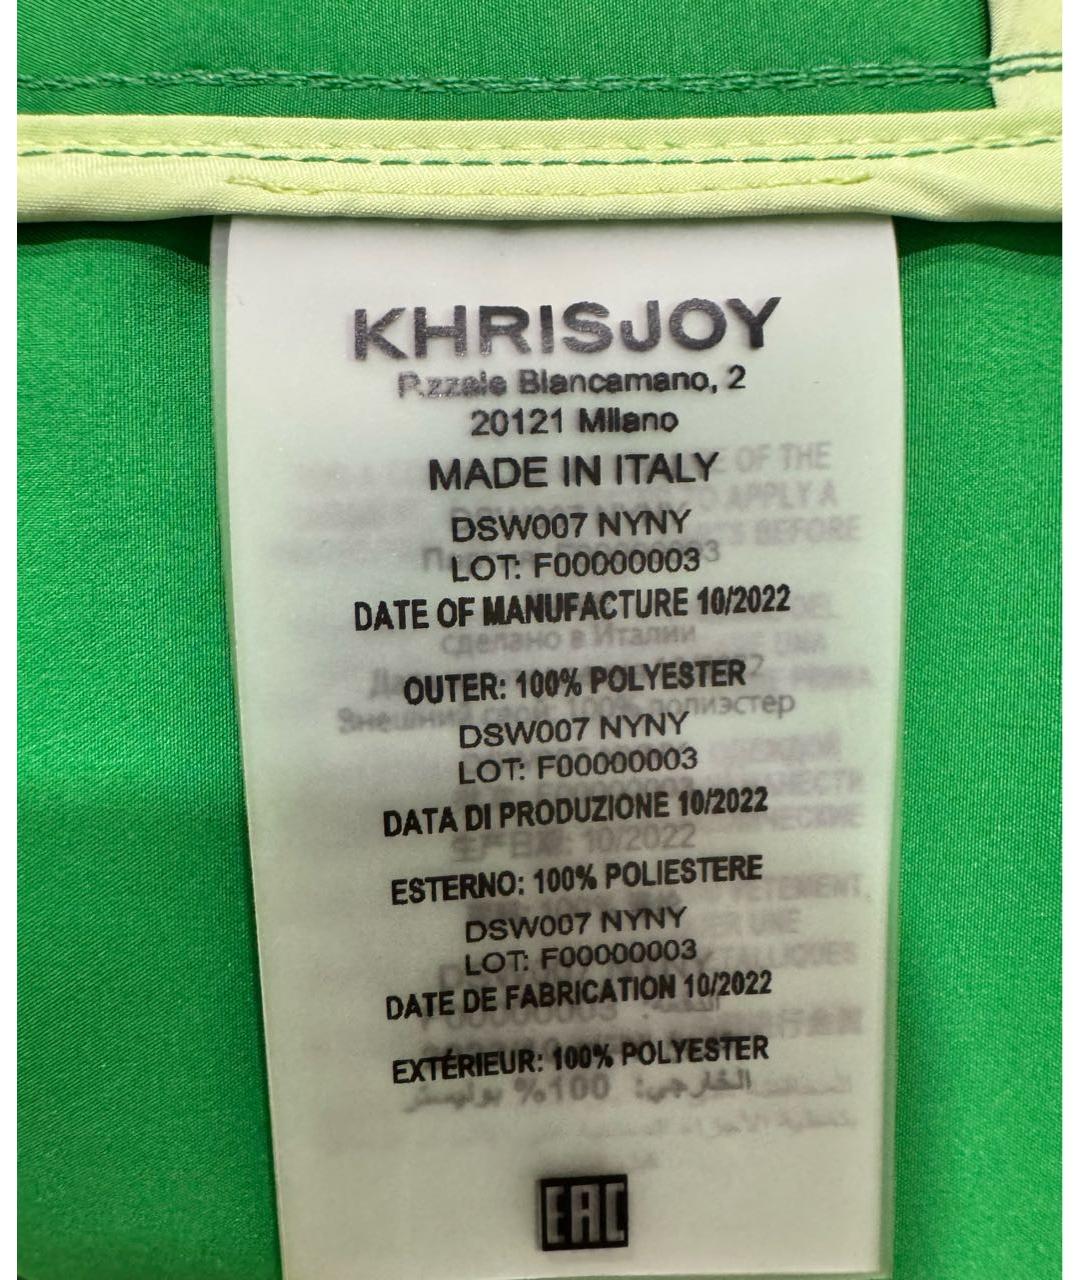 KHRISJOY
P.zzale Biancamano, 2
20121 Milano
MADE IN ITALY
DSW007 NYNY
LOT: F00000003
DATE OF MANUFACTURE 10/2022
OUTER: 100% POLYESTER
DSW007 NYNY
LOT: F00000003
DATA DI PRODUZIONE 10/2022
ESTERNO: 100% POLIESTERE
DSW007 NYNY
LOT: F00000003
DATE DE FABRICATION 10/2022
EXTÉRIEUR: 100% POLYESTER
EAC